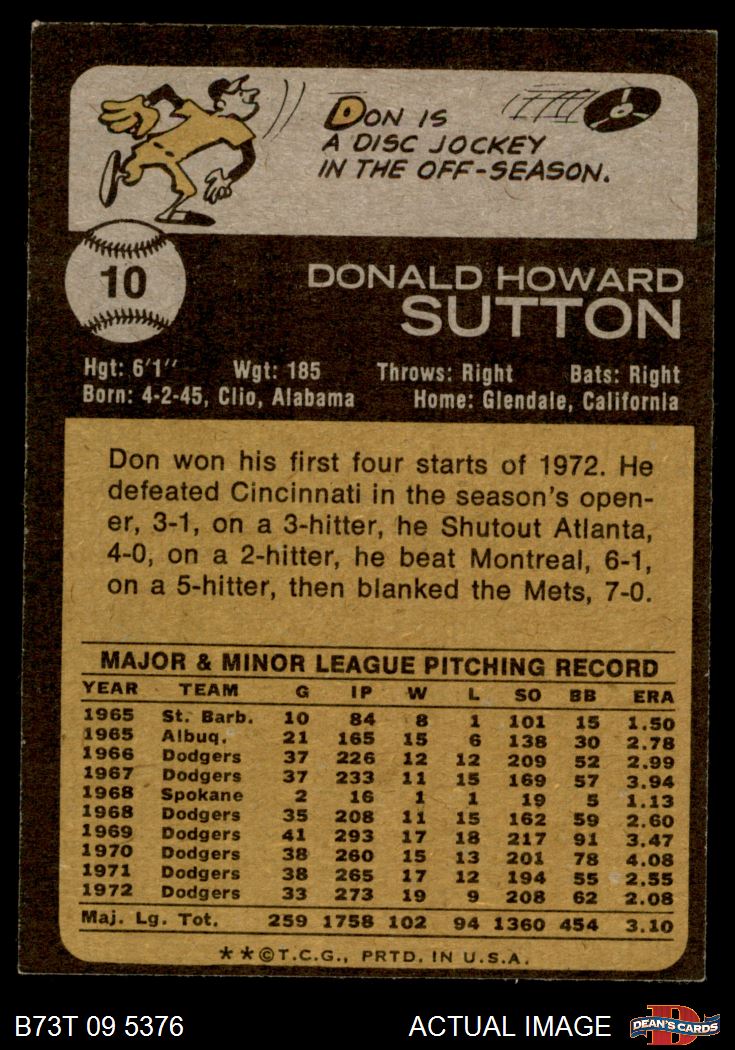 DON IS
A DISC JOCKEY
IN THE OFF-SEASON.
10
DONALD HOWARD
SUTTON
Hgt: 6'1'' Wgt: 185 Throws: Right Bats: Right
Born: 4-2-45, Clio, Alabama Home: Glendale, California
Don won his first four starts of 1972. He
defeated Cincinnati in the season's open-
er, 3-1, on a 3-hitter, he Shutout Atlanta,
4-0, on a 2-hitter, he beat Montreal, 6-1,
on a 5-hitter, then blanked the Mets, 7-0.
MAJOR & MINOR LEAGUE PITCHING RECORD
YEAR TEAM G IP W L SO BB ERA
1965 St. Barb. 10 84 8 1 101 15 1.50
1965 Albuq. 21 165 15 6 138 30 2.78
1966 Dodgers 37 226 12 12 209 52 2.99
1967 Dodgers 37 233 11 15 169 57 3.94
1968 Spokane 2 16 1 1 19 5 1.13
1968 Dodgers 35 208 11 15 162 59 2.60
1969 Dodgers 41 293 17 18 217 91 3.47
1970 Dodgers 38 260 15 13 201 78 4.08
1971 Dodgers 38 265 17 12 194 55 2.55
1972 Dodgers 33 273 19 9 208 62 2.08
Maj. Lg. Tot. 259 1758 102 94 1360 454 3.10
**©T.C.G., PRTD. IN U.S.A.
B73T 09 5376 ACTUAL IMAGE DEAN'S CARDS